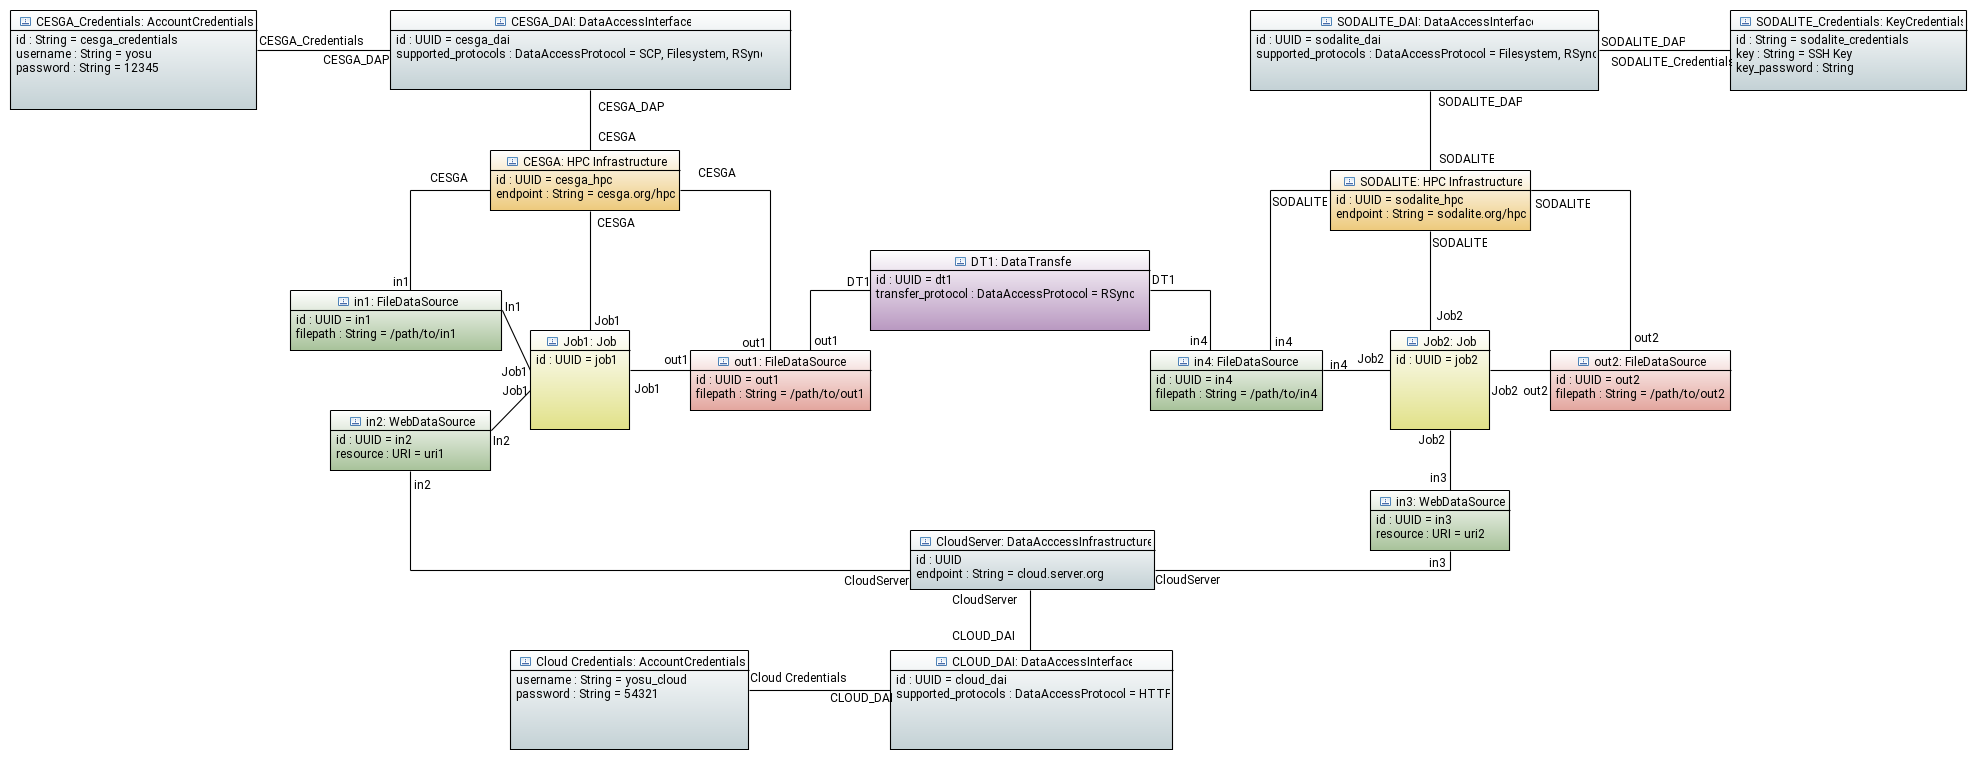 CESGA_Credentials: AccountCredentials
id : String = cesga_credentials
username : String = yosu
password : String = 12345
CESGA_Credentials
CESGA_DAP
CESGA_DAI: DataAccessInterface
id : UUID = cesga_dai
supported_protocols : DataAccessProtocol = SCP, Filesystem, RSync
SODALITE_DAI: DataAccessInterface
id : UUID = sodalite_dai
supported_protocols : DataAccessProtocol = Filesystem, RSync
SODALITE_DAP
SODALITE_Credentials
SODALITE_Credentials: KeyCredentials
id : String = sodalite_credentials
key : String = SSH Key
key_password : String
CESGA_DAP
CESGA
SODALITE_DAP
SODALITE
CESGA: HPC Infrastructure
id : UUID = cesga_hpc
endpoint : String = cesga.org/hpc
CESGA
CESGA
CESGA
SODALITE: HPC Infrastructure
id : UUID = sodalite_hpc
endpoint : String = sodalite.org/hpc
SODALITE
SODALITE
SODALITE
DT1: DataTransfe
id : UUID = dt1
transfer_protocol : DataAccessProtocol = RSync
DT1
DT1
in1
in1: FileDataSource
id : UUID = in1
filepath : String = /path/to/in1
In1
Job1
Job1: Job
id : UUID = job1
Job1
Job1
out1
Job1
out1
out1
out1: FileDataSource
id : UUID = out1
filepath : String = /path/to/out1
in4
in4
in4: FileDataSource
id : UUID = in4
filepath : String = /path/to/in4
in4
Job2
Job2
Job2: Job
id : UUID = job2
Job2
out2
out2
out2: FileDataSource
id : UUID = out2
filepath : String = /path/to/out2
in2: WebDataSource
id : UUID = in2
resource : URI = uri1
In2
in2
Job2
in3
in3: WebDataSource
id : UUID = in3
resource : URI = uri2
in3
CloudServer: DataAcccessInfrastructure
id : UUID
endpoint : String = cloud.server.org
CloudServer
CloudServer
CloudServer
CLOUD_DAI
Cloud Credentials: AccountCredentials
username : String = yosu_cloud
password : String = 54321
Cloud Credentials
CLOUD_DAI
CLOUD_DAI: DataAccessInterface
id : UUID = cloud_dai
supported_protocols : DataAccessProtocol = HTTP